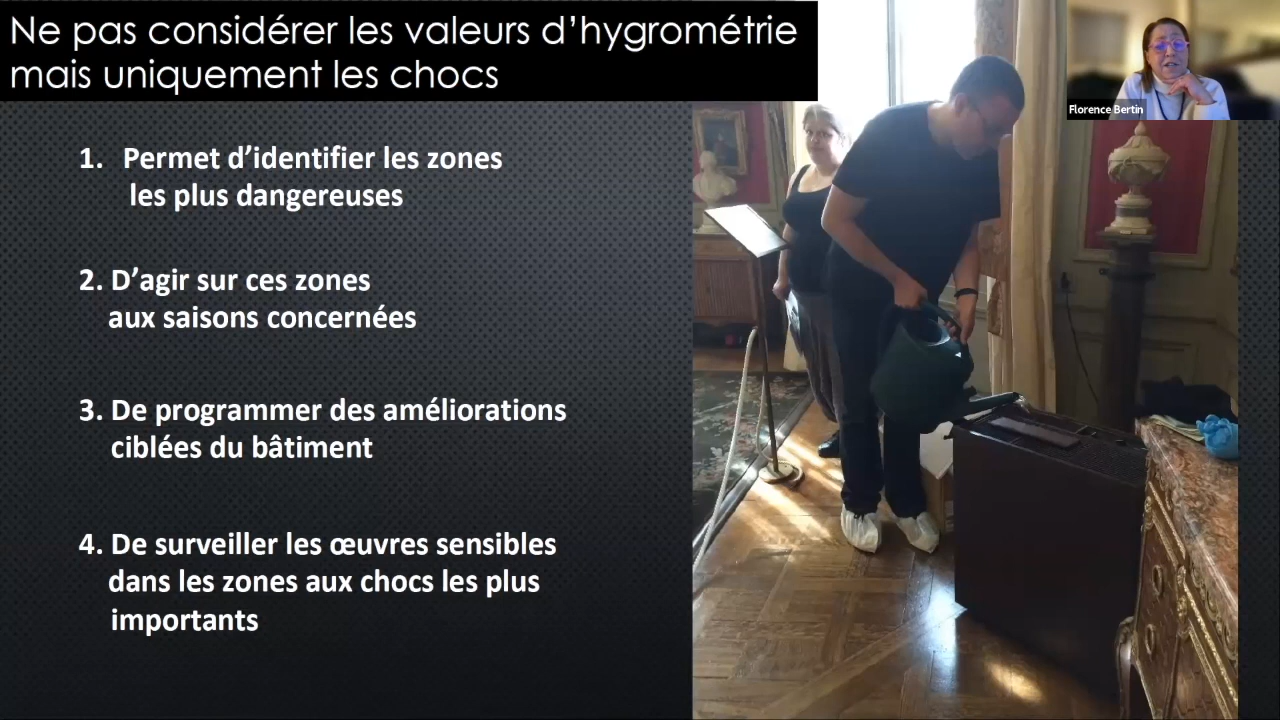 Ne pas considérer les valeurs d’hygrométrie
mais uniquement les chocs
Florence Bertin
1. Permet d’identifier les zones
les plus dangereuses
2. D’agir sur ces zones
aux saisons concernées
3. De programmer des améliorations
ciblées du bâtiment
4. De surveiller les œuvres sensibles
dans les zones aux chocs les plus
importants